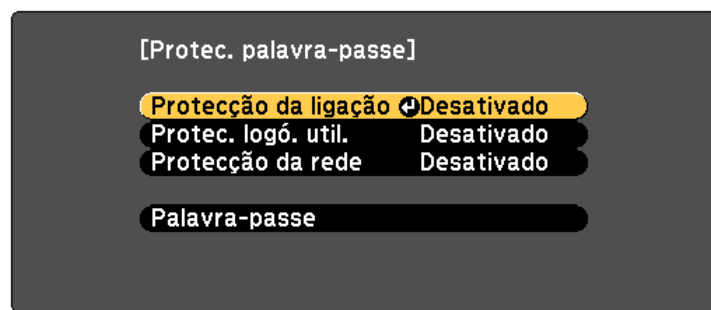 [Protec. palavra-passe]
Protecção da ligação Desativado
Protec. logó. util. Desativado
Protecção da rede Desativado
Palavra-passe